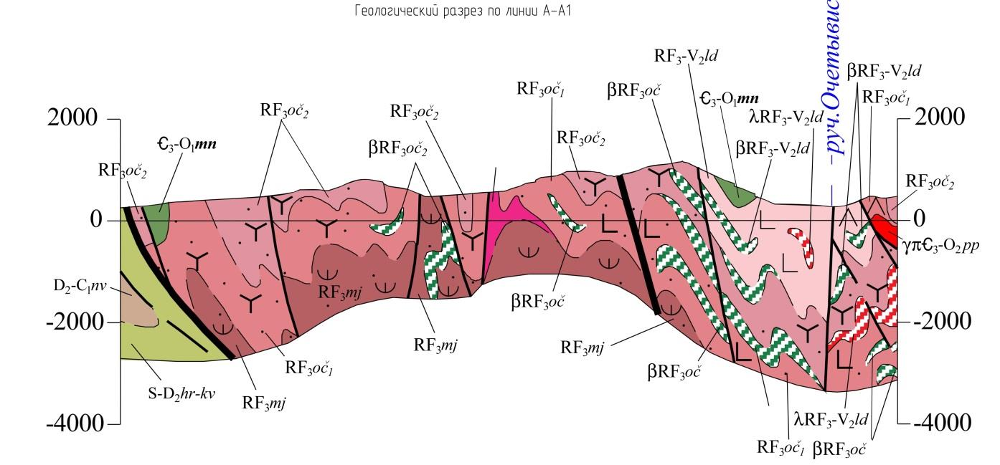 Геологический разрез по линии А–А1
руч.Очетывис
RF₃-V₂ld
βRF₃-V₂ld
RF₃oč₁
βRF₃oč
RF₃oč₁
Є₃-O₁mn
RF₃oč₂
RF₃oč₂
λRF₃-V₂ld
2000
2000
RF₃oč₂
Є₃-O₁mn
βRF₃oč₂
βRF₃-V₂ld
RF₃oč₂
RF₃oč₂
0
0
γπЄ₃-O₂pp
D₂-C₁nv
RF₃mj
βRF₃oč
-2000
-2000
RF₃mj
RF₃mj
RF₃oč₁
βRF₃oč
S-D₂hr-kv
RF₃mj
-4000
λRF₃-V₂ld
-4000
RF₃oč₁
βRF₃oč